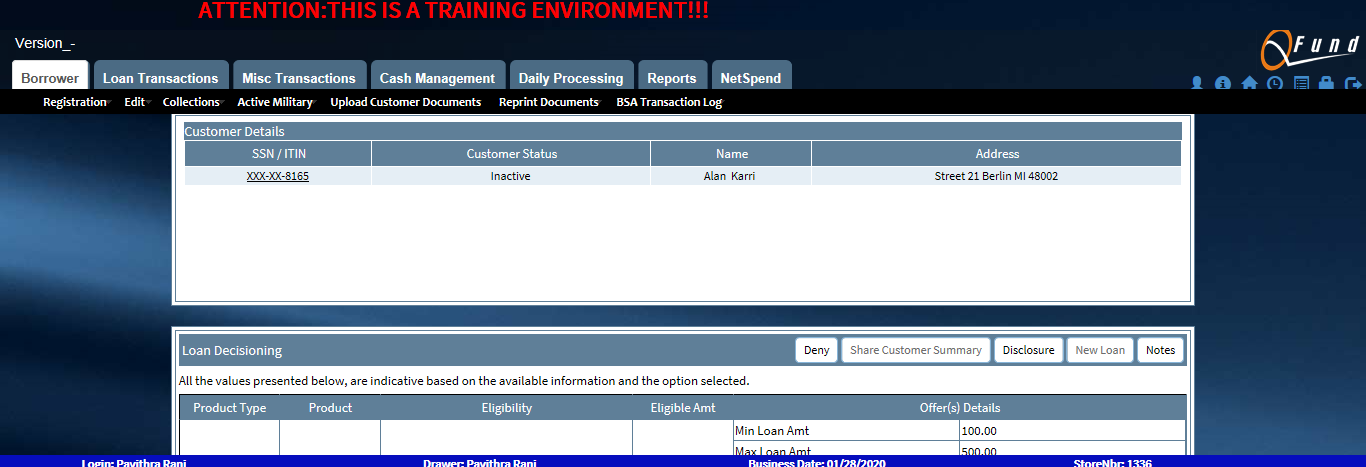 ATTENTION:THIS IS A TRAINING ENVIRONMENT!!!
Version_-
QFund
Borrower Loan Transactions Misc Transactions Cash Management Daily Processing Reports NetSpend
Registration Edit Collections Active Military Upload Customer Documents Reprint Documents BSA Transaction Log
Customer Details
SSN / ITIN Customer Status Name Address
XXX-XX-8165 Inactive Alan Karri Street 21 Berlin MI 48002
Loan Decisioning Deny Share Customer Summary Disclosure New Loan Notes
All the values presented below, are indicative based on the available information and the option selected.
Product Type Product Eligibility Eligible Amt Offer(s) Details
Min Loan Amt 100.00
Max Loan Amt 500.00
Login: Pavithra Rani Drawer: Pavithra Rani Business Date: 01/28/2020 StoreNbr: 1336